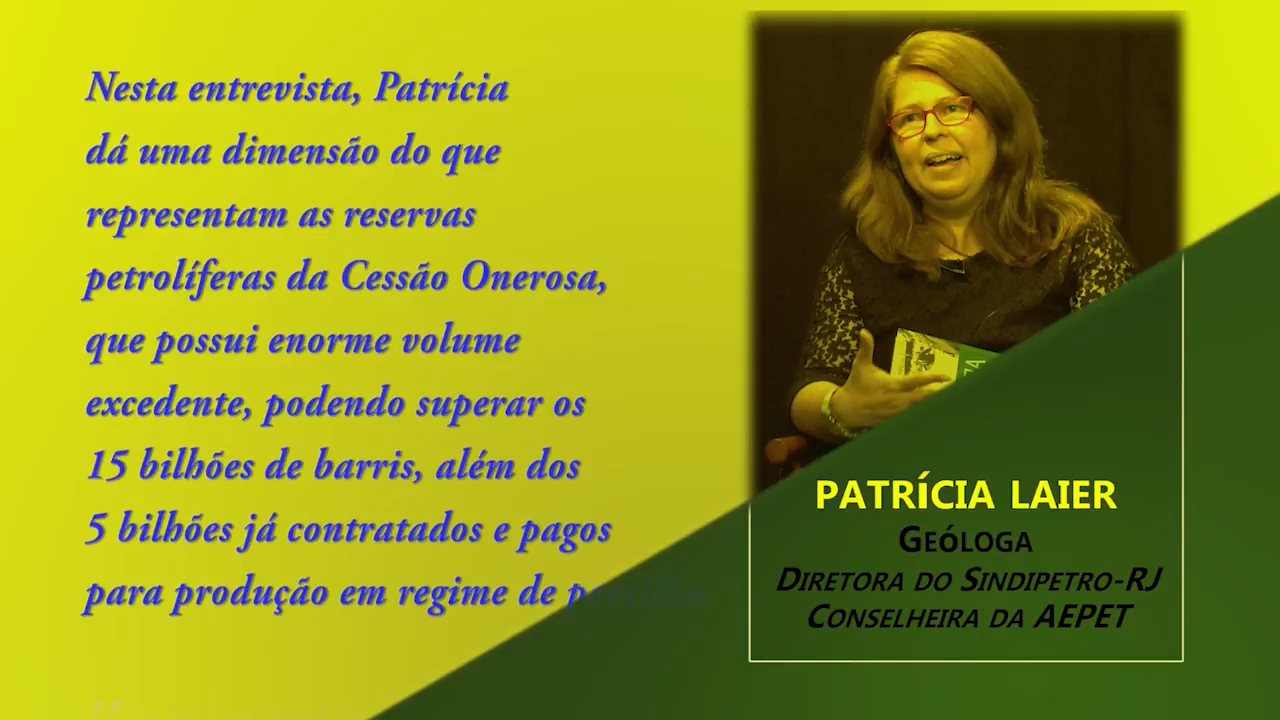 Nesta entrevista, Patrícia
dá uma dimensão do que
representam as reservas
petrolíferas da Cessão Onerosa,
que possui enorme volume
excedente, podendo superar os
15 bilhões de barris, além dos
5 bilhões já contratados e pagos
para produção em regime de partilha.
PATRÍCIA LAIER
GEÓLOGA
DIRETORA DO SINDIPETRO-RJ
CONSELHEIRA DA AEPET
74